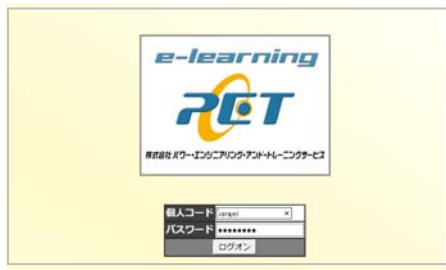 e-learning
PET
株式会社 パワー・エンジニアリング・アンド・トレーニングサービス
個人コード
パスワード ••••••••
ログオン